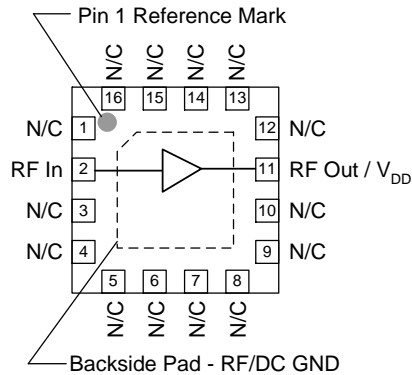 Pin 1 Reference Mark
N/C N/C N/C N/C
16 15 14 13
N/C 1 12 N/C
RF In 2 11 RF Out / VDD
N/C 3 10 N/C
N/C 4 9 N/C
5 6 7 8
N/C N/C N/C N/C
Backside Pad - RF/DC GND